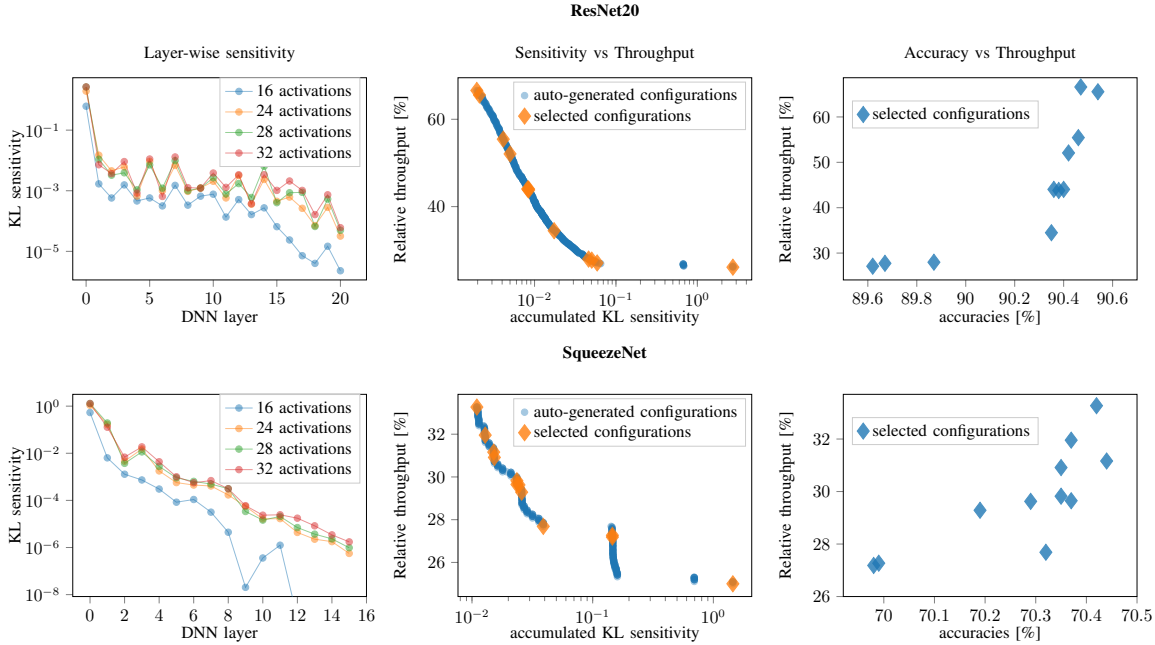 ResNet20
Layer-wise sensitivity
Sensitivity vs Throughput
Accuracy vs Throughput
KL sensitivity
10⁻¹
10⁻³
10⁻⁵
16 activations
24 activations
28 activations
32 activations
0 5 10 15 20
DNN layer
Relative throughput [%]
60
40
auto-generated configurations
selected configurations
10⁻² 10⁻¹ 10⁰
accumulated KL sensitivity
Relative throughput [%]
60
50
40
30
selected configurations
89.6 89.8 90 90.2 90.4 90.6
accuracies [%]
SqueezeNet
KL sensitivity
10⁰
10⁻²
10⁻⁴
10⁻⁶
10⁻⁸
16 activations
24 activations
28 activations
32 activations
0 2 4 6 8 10 12 14 16
DNN layer
Relative throughput [%]
32
30
28
26
auto-generated configurations
selected configurations
10⁻² 10⁻¹ 10⁰
accumulated KL sensitivity
Relative throughput [%]
32
30
28
26
selected configurations
70 70.1 70.2 70.3 70.4 70.5
accuracies [%]